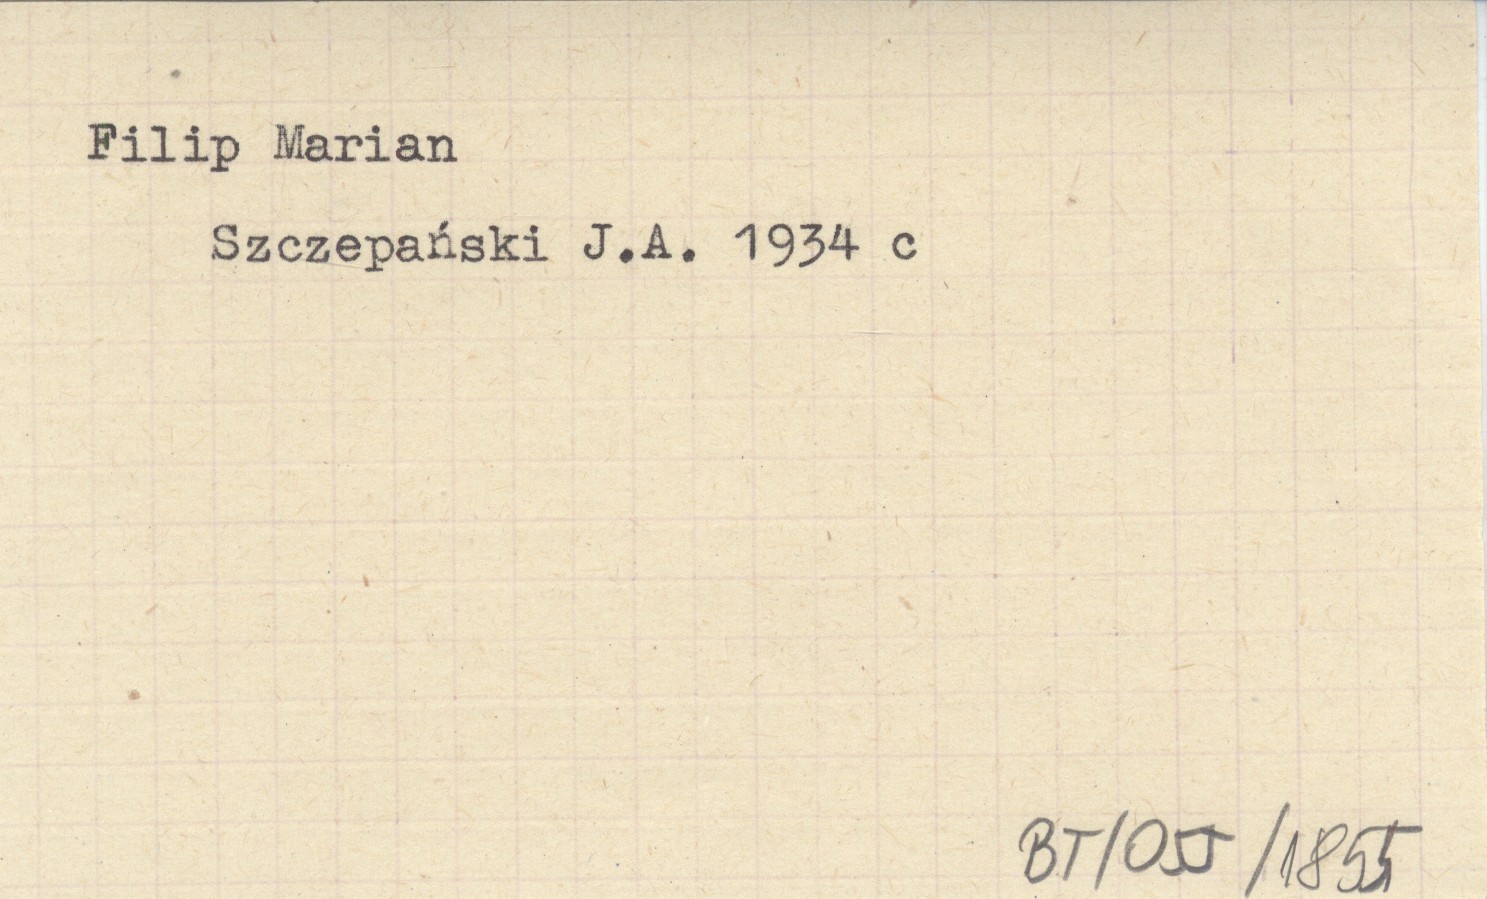 Filip Marian
Szczepański J.A. 1934 c
BT/055/1855